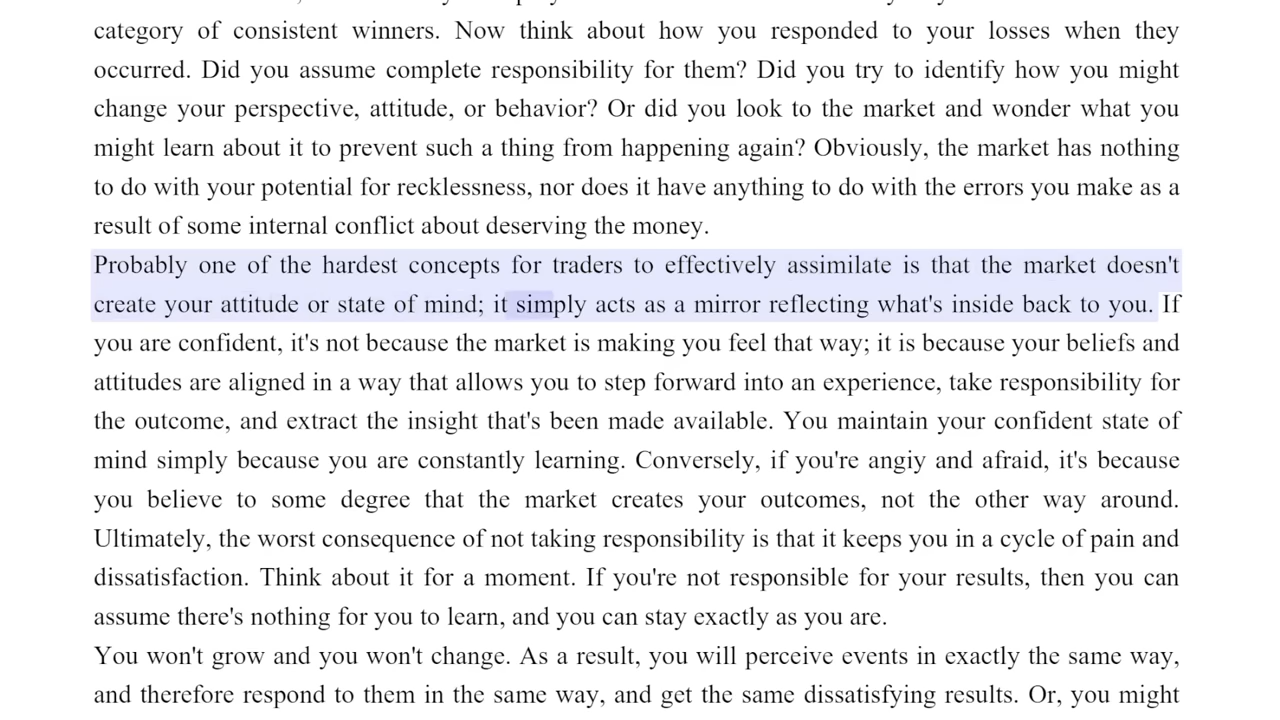 category of consistent winners. Now think about how you responded to your losses when they
occurred. Did you assume complete responsibility for them? Did you try to identify how you might
change your perspective, attitude, or behavior? Or did you look to the market and wonder what you
might learn about it to prevent such a thing from happening again? Obviously, the market has nothing
to do with your potential for recklessness, nor does it have anything to do with the errors you make as a
result of some internal conflict about deserving the money.
Probably one of the hardest concepts for traders to effectively assimilate is that the market doesn't
create your attitude or state of mind; it simply acts as a mirror reflecting what's inside back to you. If
you are confident, it's not because the market is making you feel that way; it is because your beliefs and
attitudes are aligned in a way that allows you to step forward into an experience, take responsibility for
the outcome, and extract the insight that's been made available. You maintain your confident state of
mind simply because you are constantly learning. Conversely, if you're angiy and afraid, it's because
you believe to some degree that the market creates your outcomes, not the other way around.
Ultimately, the worst consequence of not taking responsibility is that it keeps you in a cycle of pain and
dissatisfaction. Think about it for a moment. If you're not responsible for your results, then you can
assume there's nothing for you to learn, and you can stay exactly as you are.
You won't grow and you won't change. As a result, you will perceive events in exactly the same way,
and therefore respond to them in the same way, and get the same dissatisfying results. Or, you might